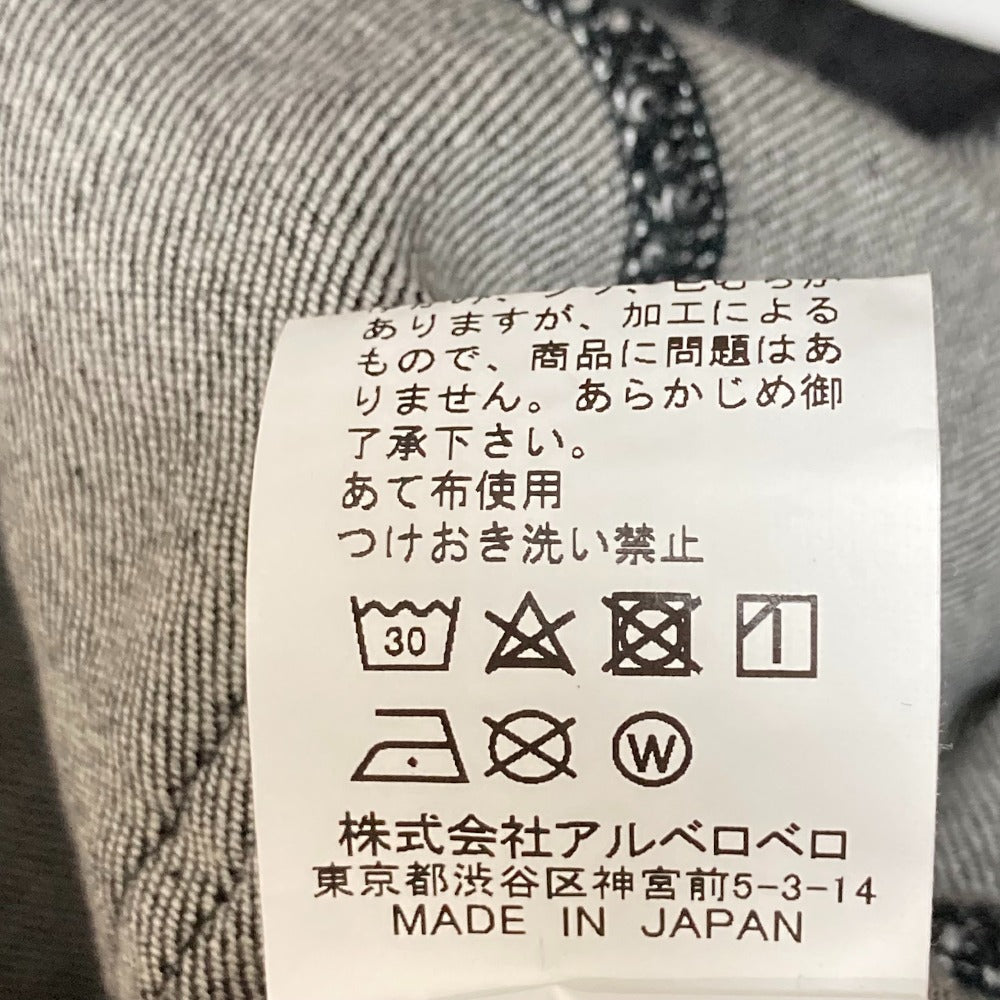 ありますが、加工による
もので、商品に問題はあ
りません。あらかじめ御
了承下さい。
あて布使用
つけおき洗い禁止
30
W
株式会社アルベロベロ
東京都渋谷区神宮前5-3-14
MADE IN JAPAN